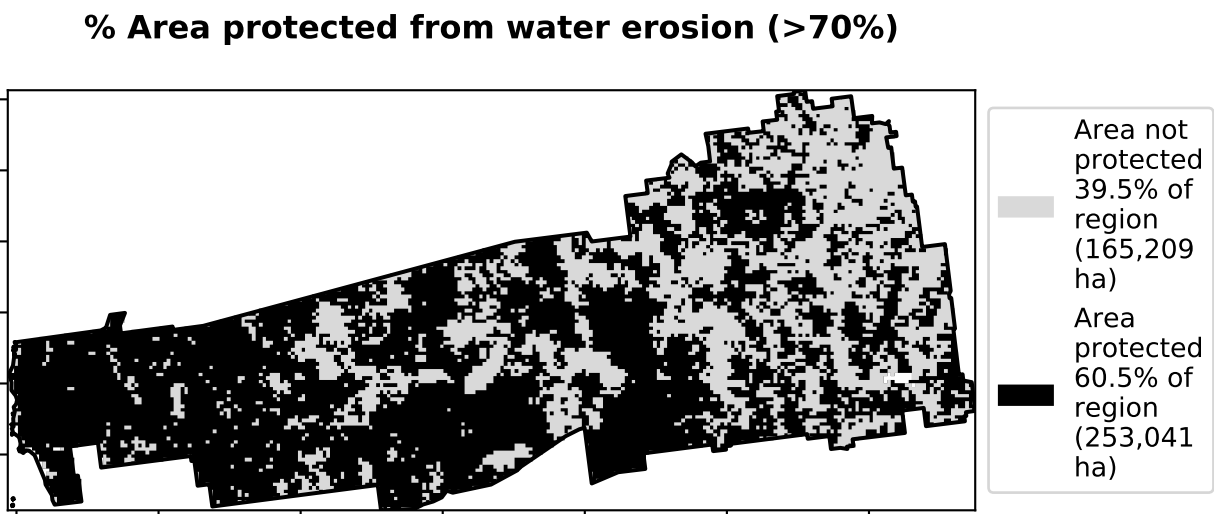 % Area protected from water erosion (>70%)
Area not
protected
39.5% of
region
(165,209
ha)
Area
protected
60.5% of
region
(253,041
ha)